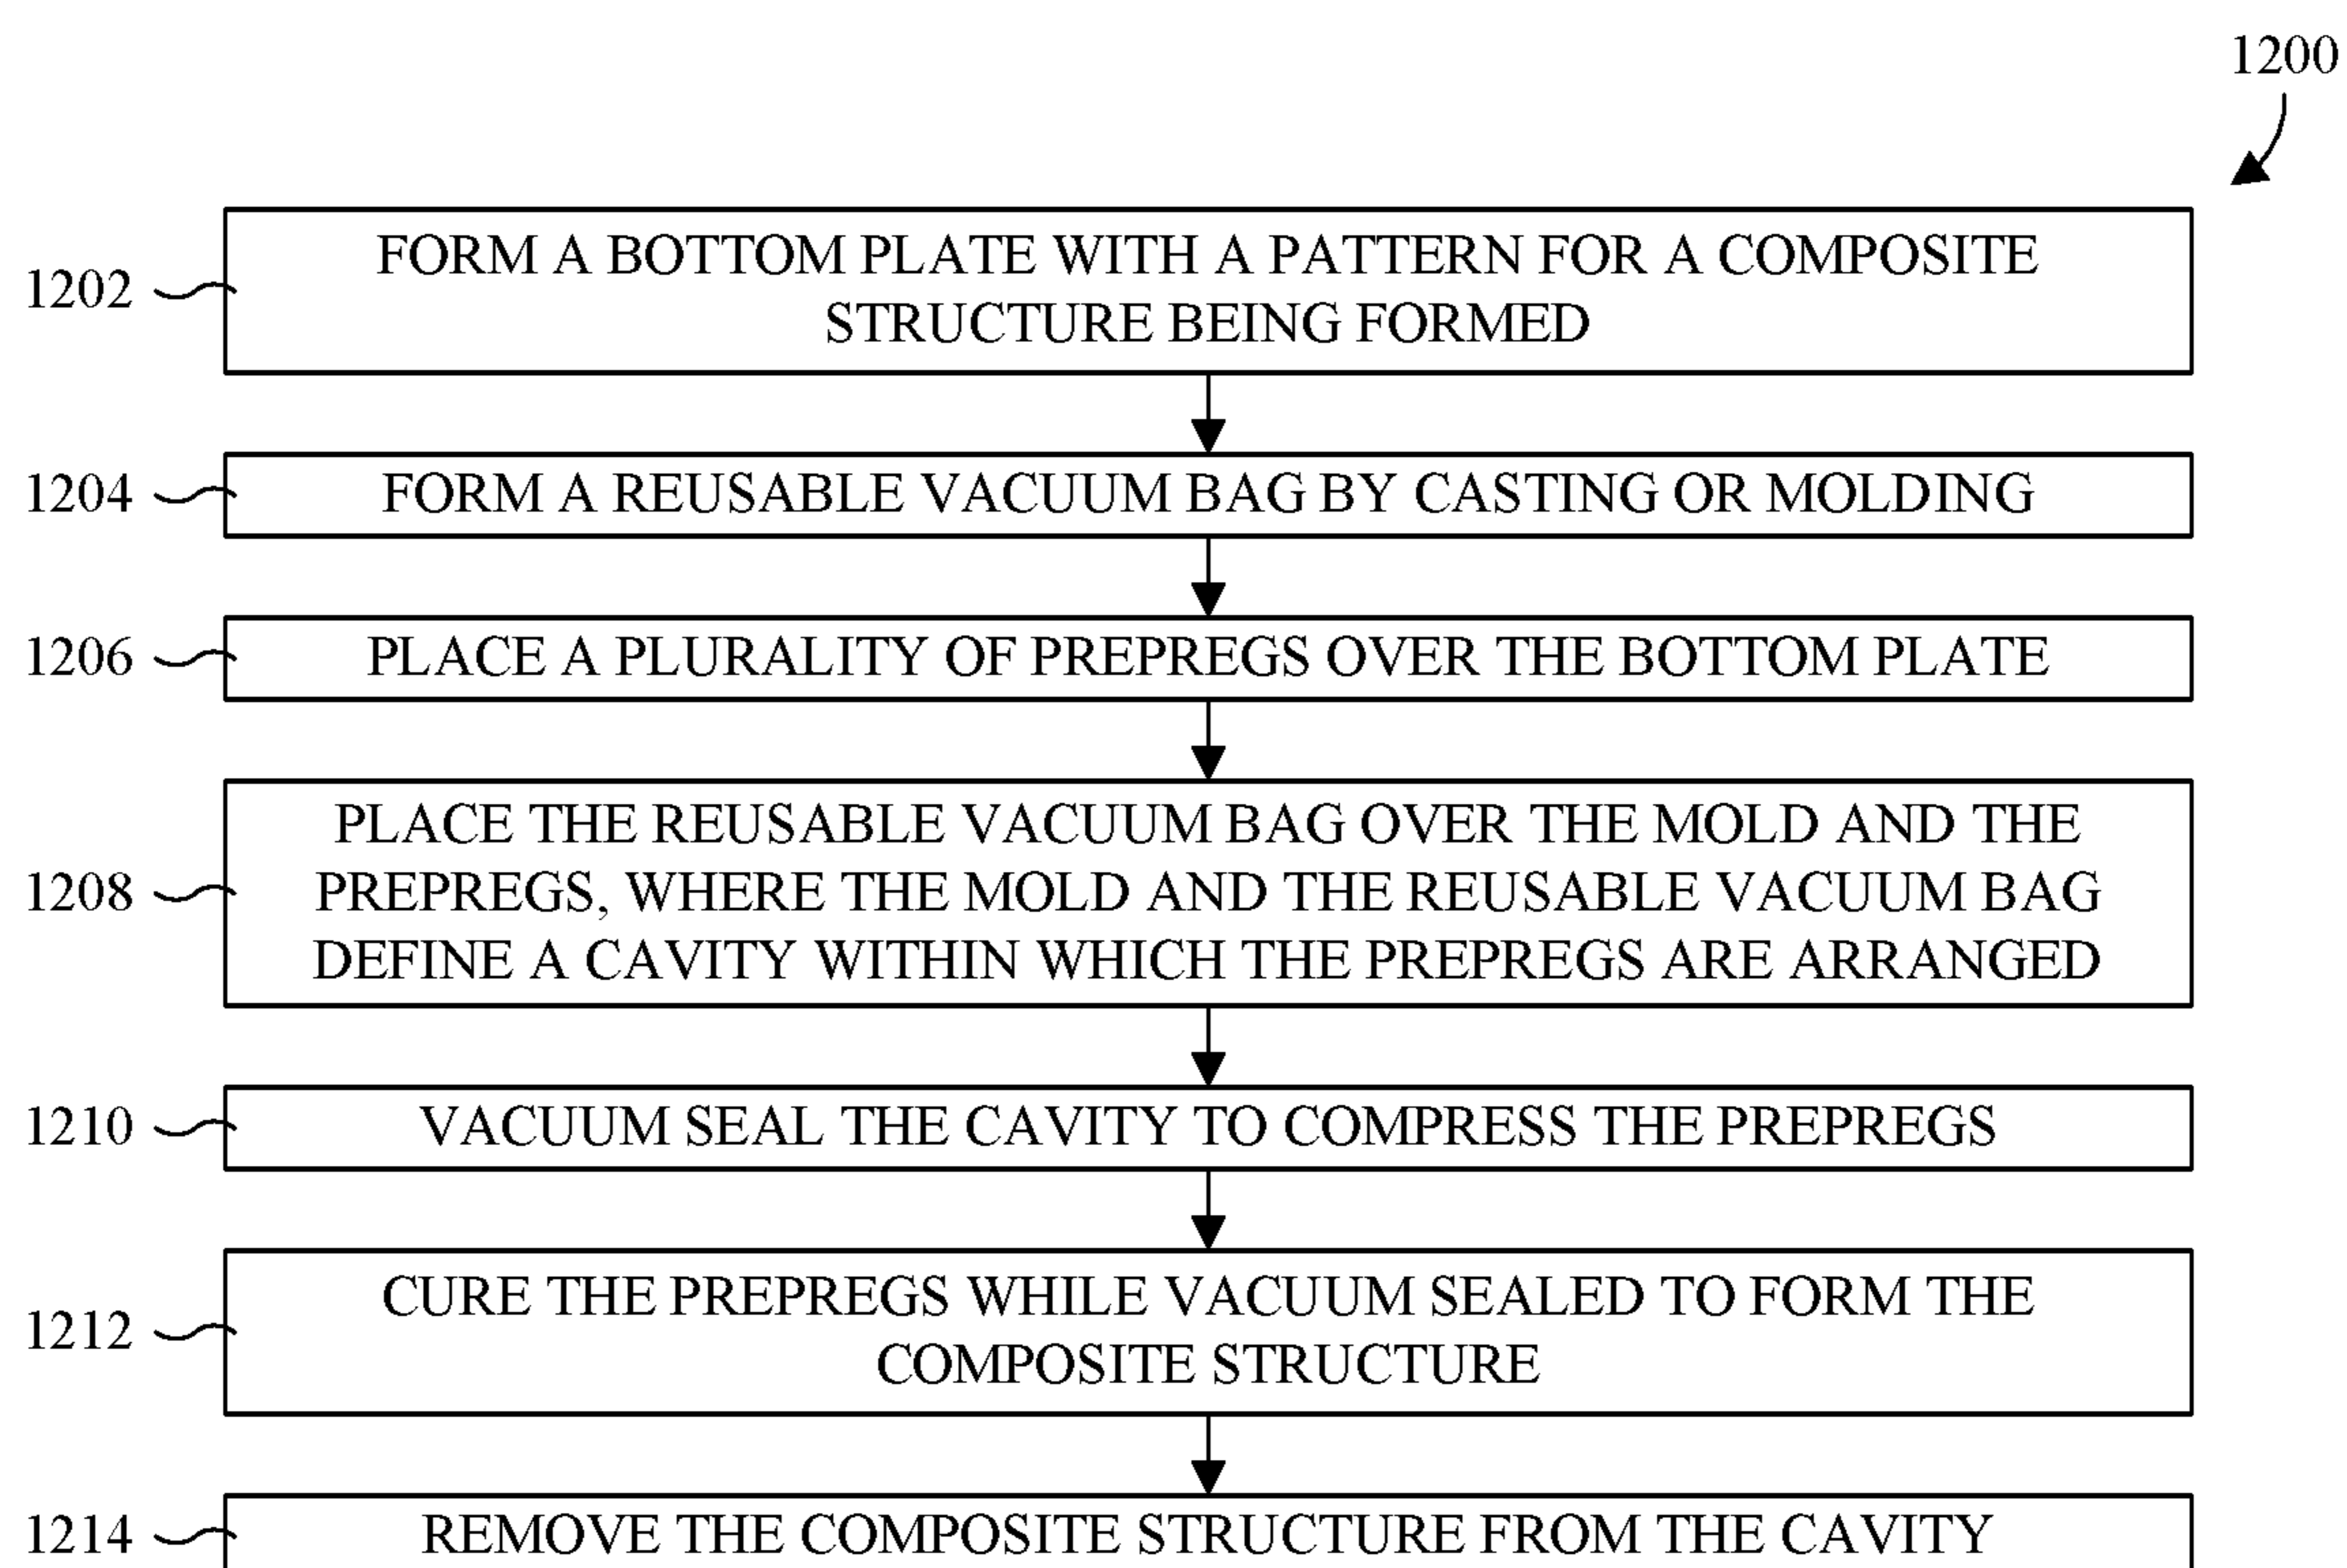 1200
1202
FORM A BOTTOM PLATE WITH A PATTERN FOR A COMPOSITE
STRUCTURE BEING FORMED
1204
FORM A REUSABLE VACUUM BAG BY CASTING OR MOLDING
1206
PLACE A PLURALITY OF PREPREGS OVER THE BOTTOM PLATE
1208
PLACE THE REUSABLE VACUUM BAG OVER THE MOLD AND THE
PREPREGS, WHERE THE MOLD AND THE REUSABLE VACUUM BAG
DEFINE A CAVITY WITHIN WHICH THE PREPREGS ARE ARRANGED
1210
VACUUM SEAL THE CAVITY TO COMPRESS THE PREPREGS
1212
CURE THE PREPREGS WHILE VACUUM SEALED TO FORM THE
COMPOSITE STRUCTURE
1214
REMOVE THE COMPOSITE STRUCTURE FROM THE CAVITY